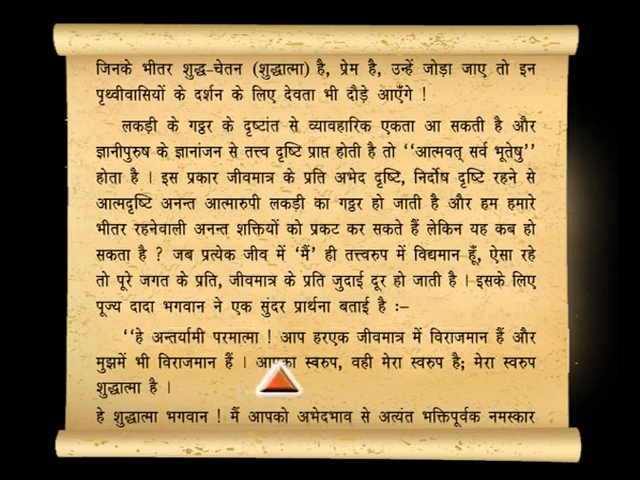 जिनके भीतर शुद्ध-चेतन (शुद्धात्मा) है, प्रेम है, उन्हें जोड़ा जाए तो इन
पृथ्वीवासियों के दर्शन के लिए देवता भी दौड़े आएँगे !
लकड़ी के गट्ठर के दृष्टांत से व्यावहारिक एकता आ सकती है और
ज्ञानीपुरुष के ज्ञानांजन से तत्त्व दृष्टि प्राप्त होती है तो ‘‘आत्मवत् सर्व भूतेषु’’
होता है । इस प्रकार जीवमात्र के प्रति अभेद दृष्टि, निर्दोष दृष्टि रहने से
आत्मदृष्टि अनन्त आत्मारुपी लकड़ी का गट्ठर हो जाती है और हम हमारे
भीतर रहनेवाली अनन्त शक्तियों को प्रकट कर सकते हैं लेकिन यह कब हो
सकता है ? जब प्रत्येक जीव में ‘मैं’ ही तत्त्वरुप में विद्यमान हूँ, ऐसा रहे
तो पूरे जगत के प्रति, जीवमात्र के प्रति जुदाई दूर हो जाती है । इसके लिए
पूज्य दादा भगवान ने एक सुंदर प्रार्थना बताई है :–
‘‘हे अन्तर्यामी परमात्मा ! आप हरएक जीवमात्र में विराजमान हैं और
मुझमें भी विराजमान हैं । आपका स्वरुप, वही मेरा स्वरुप है; मेरा स्वरुप
शुद्धात्मा है ।
हे शुद्धात्मा भगवान ! मैं आपको अभेदभाव से अत्यंत भक्तिपूर्वक नमस्कार